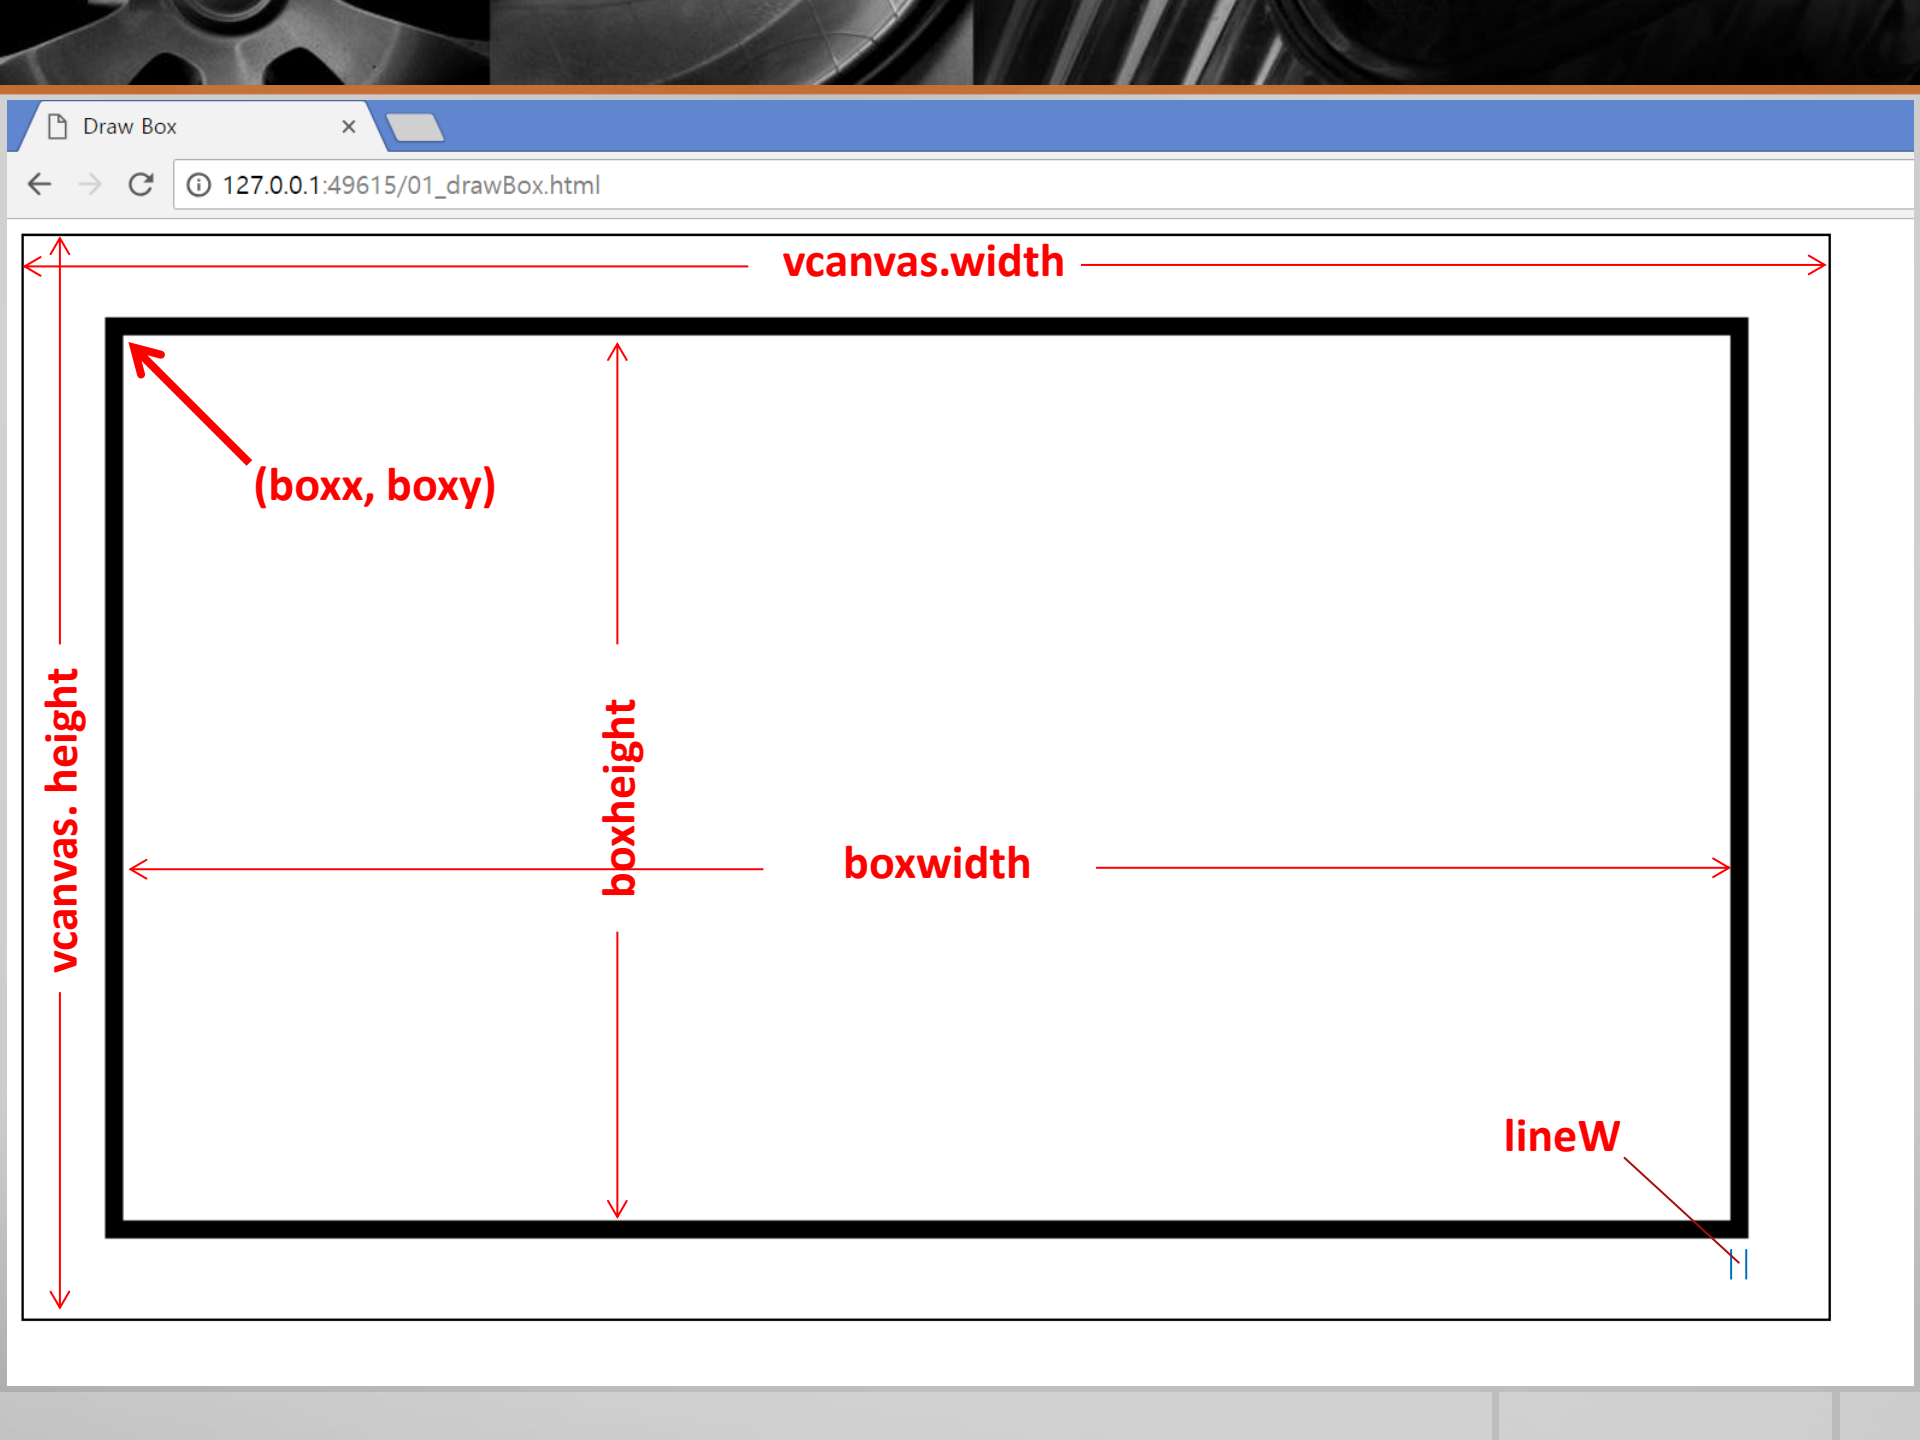 Draw Box
127.0.0.1:49615/01_drawBox.html
vcanvas.width
(boxx, boxy)
vcanvas. height
boxheight
boxwidth
lineW